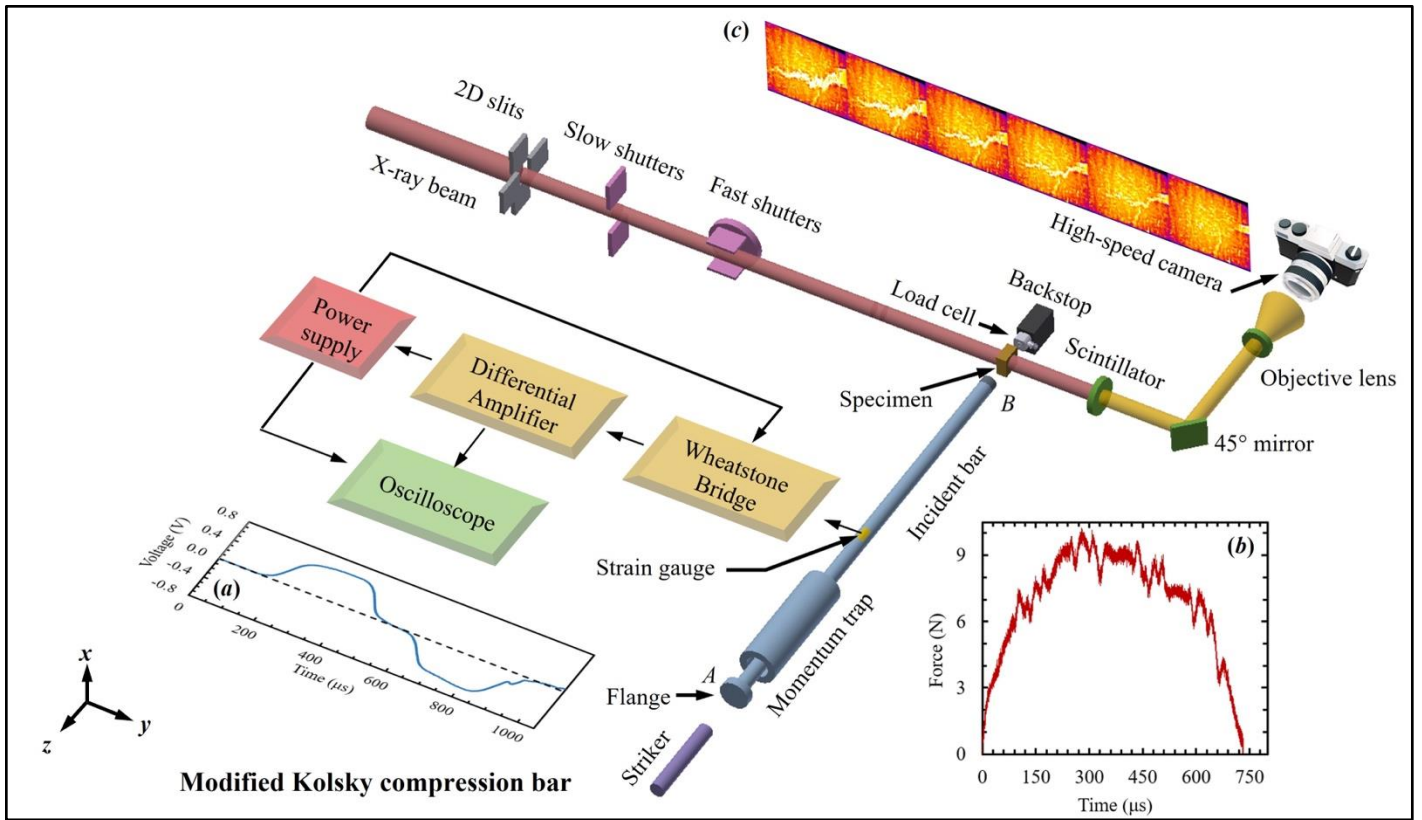 (c)
2D slits
Slow shutters
X-ray beam
Fast shutters
High-speed camera
Backstop
Load cell
Scintillator
Objective lens
Specimen
B
45° mirror
Power
supply
Differential
Amplifier
Wheatstone
Bridge
Oscilloscope
Incident bar
Strain gauge
Momentum trap
A
Flange
Striker
0.8
0.4
0.0
-0.4
-0.8
Voltage (V)
(a)
0
200
400
600
800
1000
Time (μs)
(b)
9
6
3
0
Force (N)
0 150 300 450 600 750
Time (μs)
x
y
z
Modified Kolsky compression bar